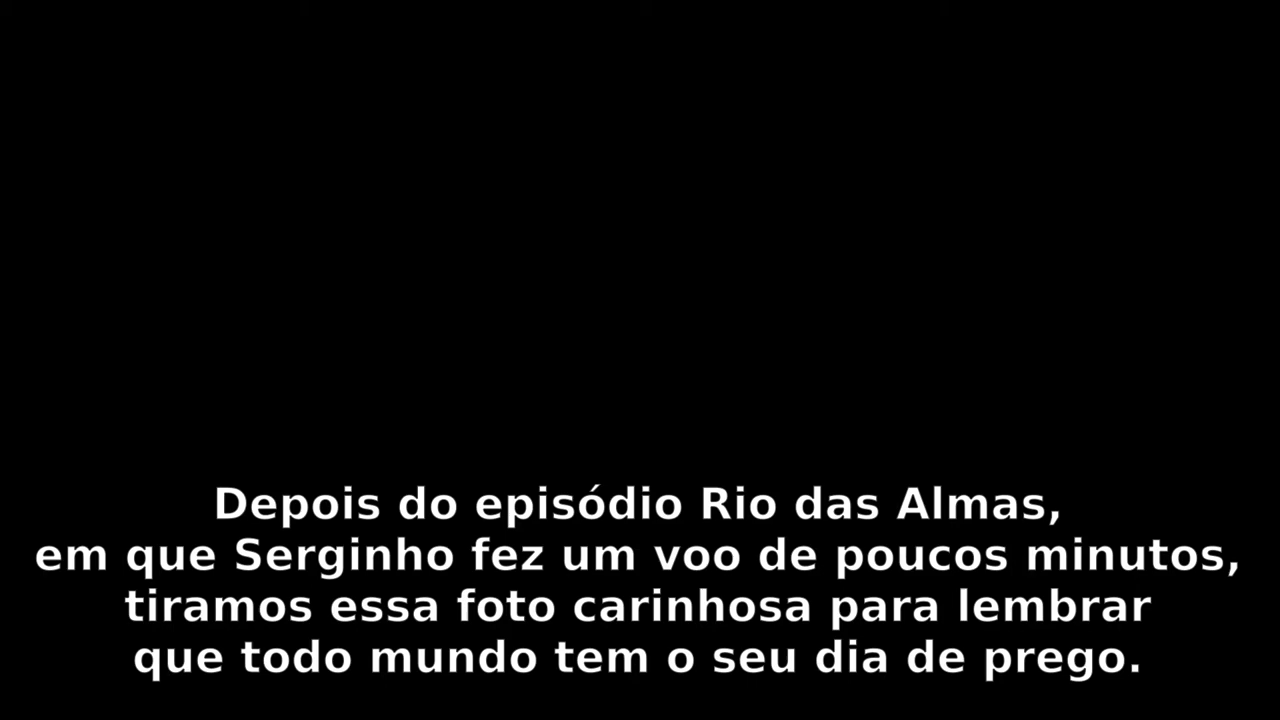 Depois do episódio Rio das Almas,
em que Serginho fez um voo de poucos minutos,
tiramos essa foto carinhosa para lembrar
que todo mundo tem o seu dia de prego.